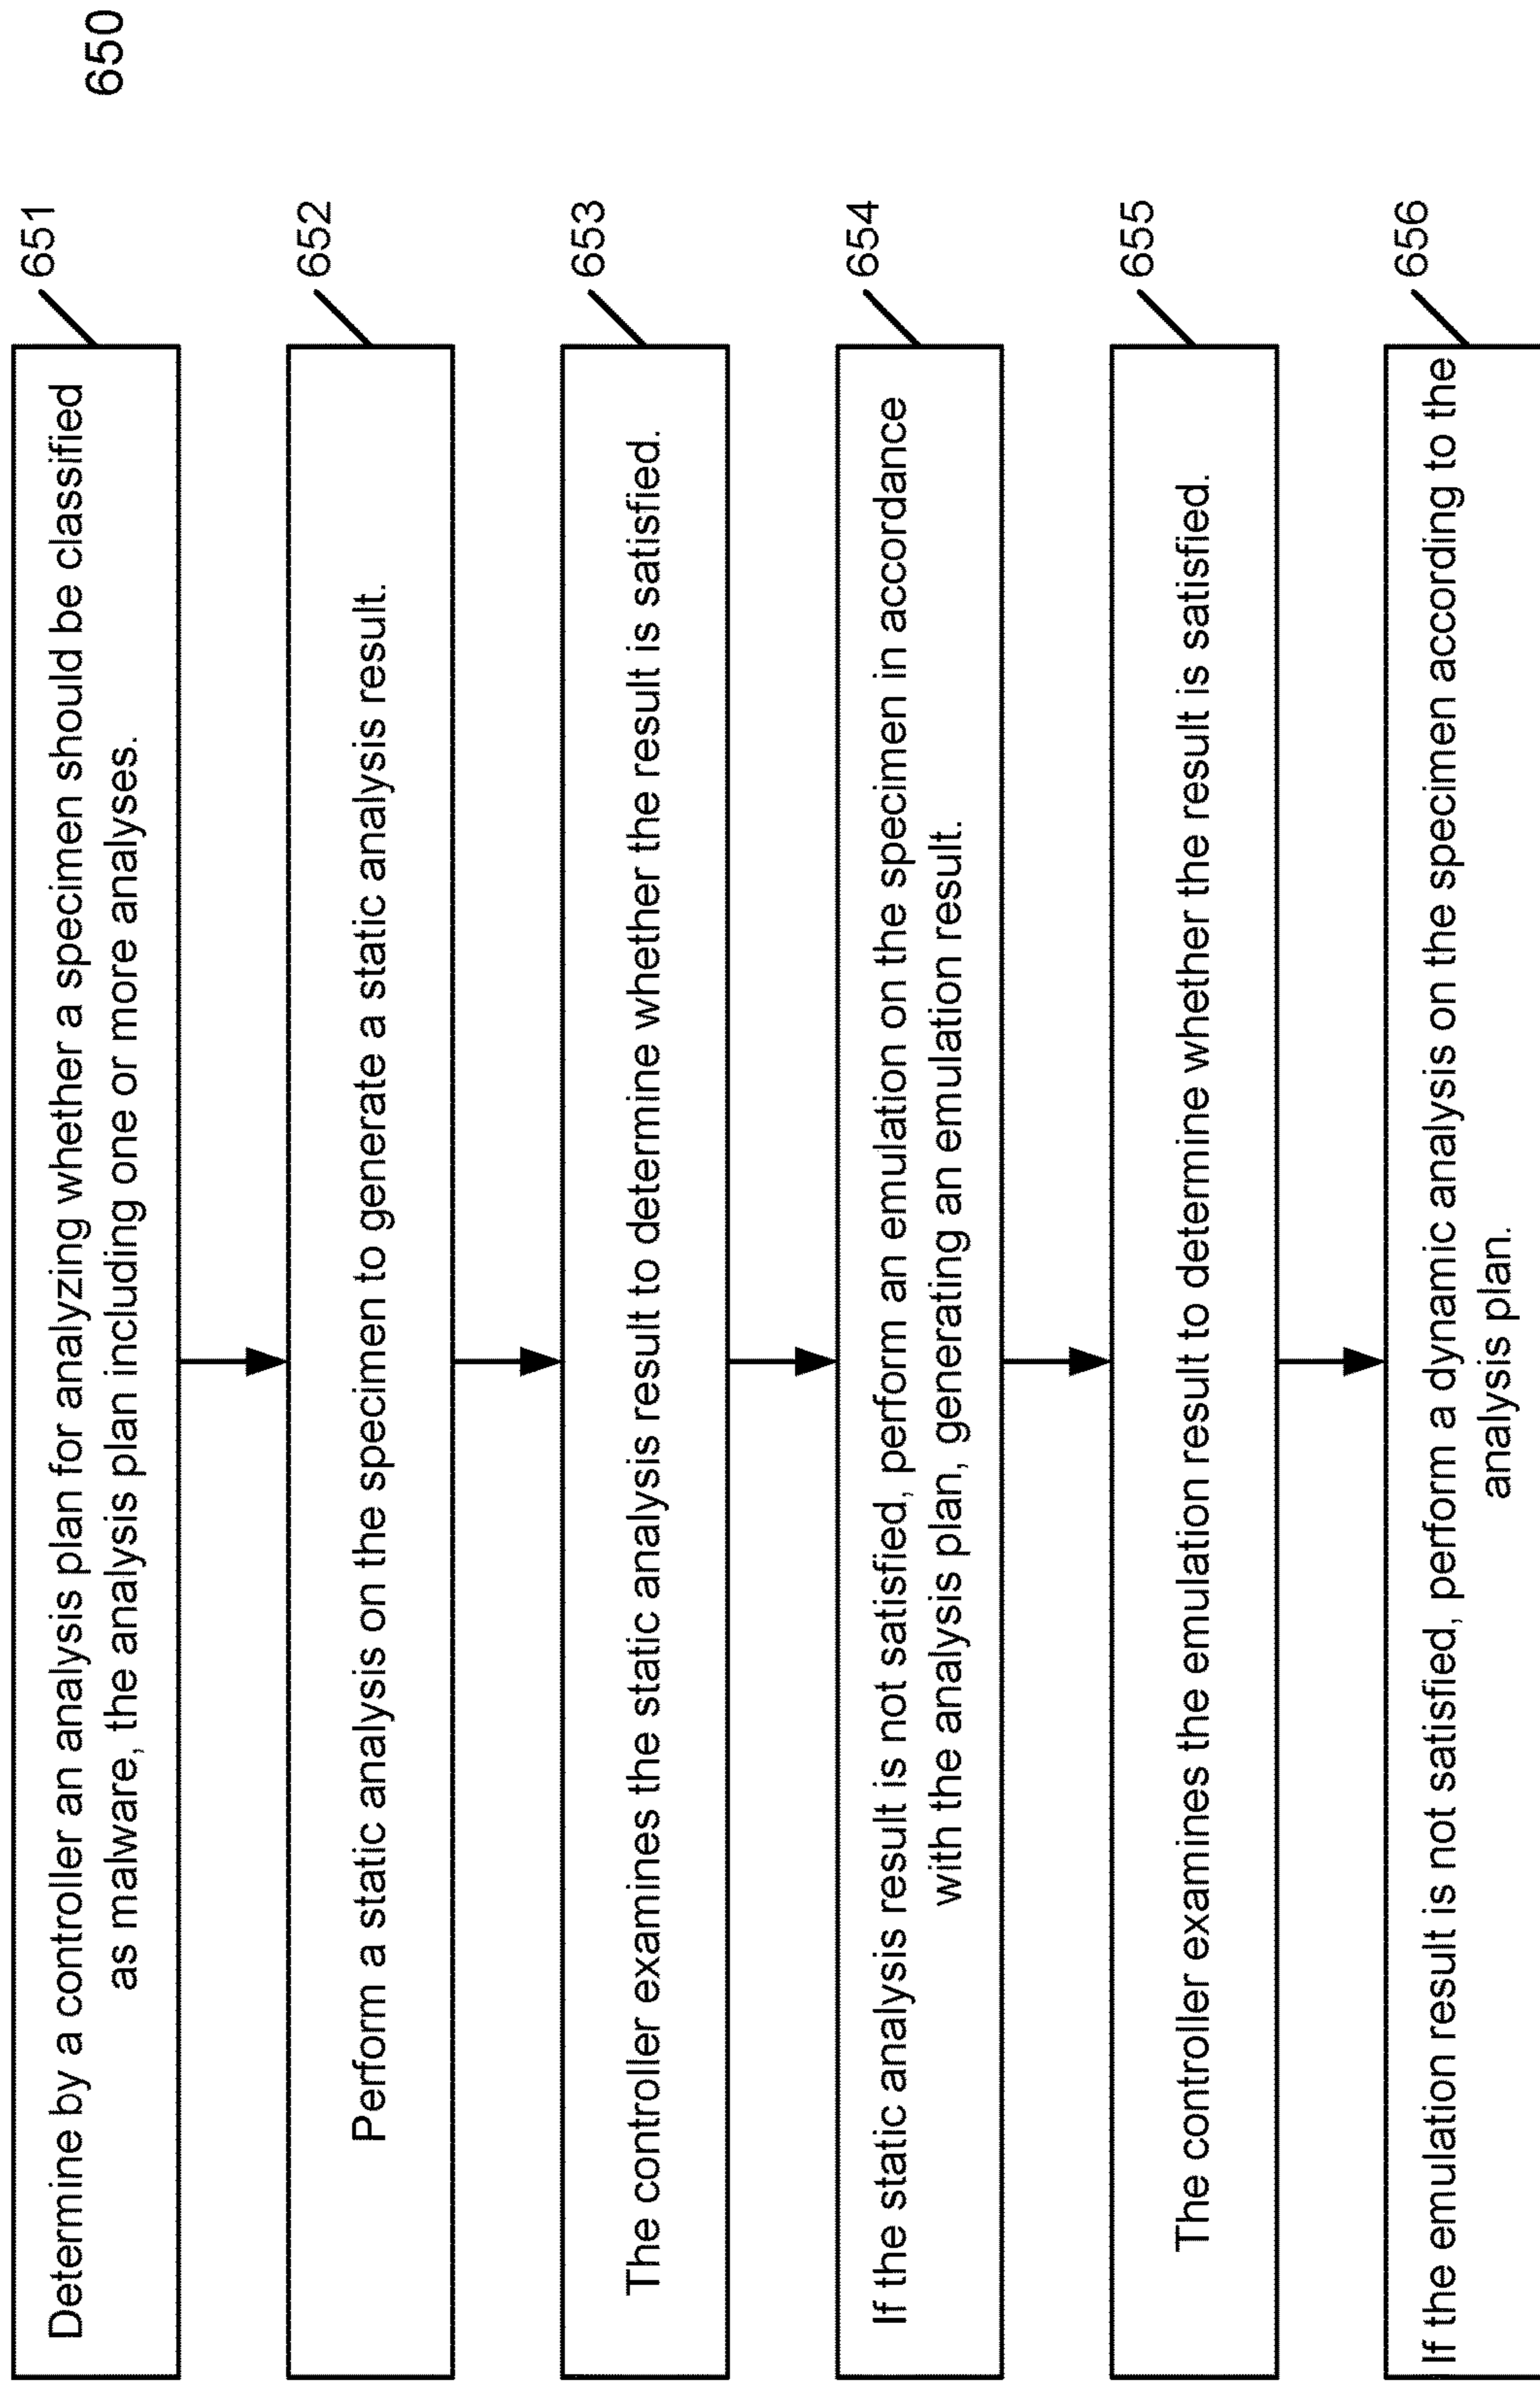 650
651
Determine by a controller an analysis plan for analyzing whether a specimen should be classified
as malware, the analysis plan including one or more analyses.
652
Perform a static analysis on the specimen to generate a static analysis result.
653
The controller examines the static analysis result to determine whether the result is satisfied.
654
If the static analysis result is not satisfied, perform an emulation on the specimen in accordance
with the analysis plan, generating an emulation result.
655
The controller examines the emulation result to determine whether the result is satisfied.
656
If the emulation result is not satisfied, perform a dynamic analysis on the specimen according to the
analysis plan.